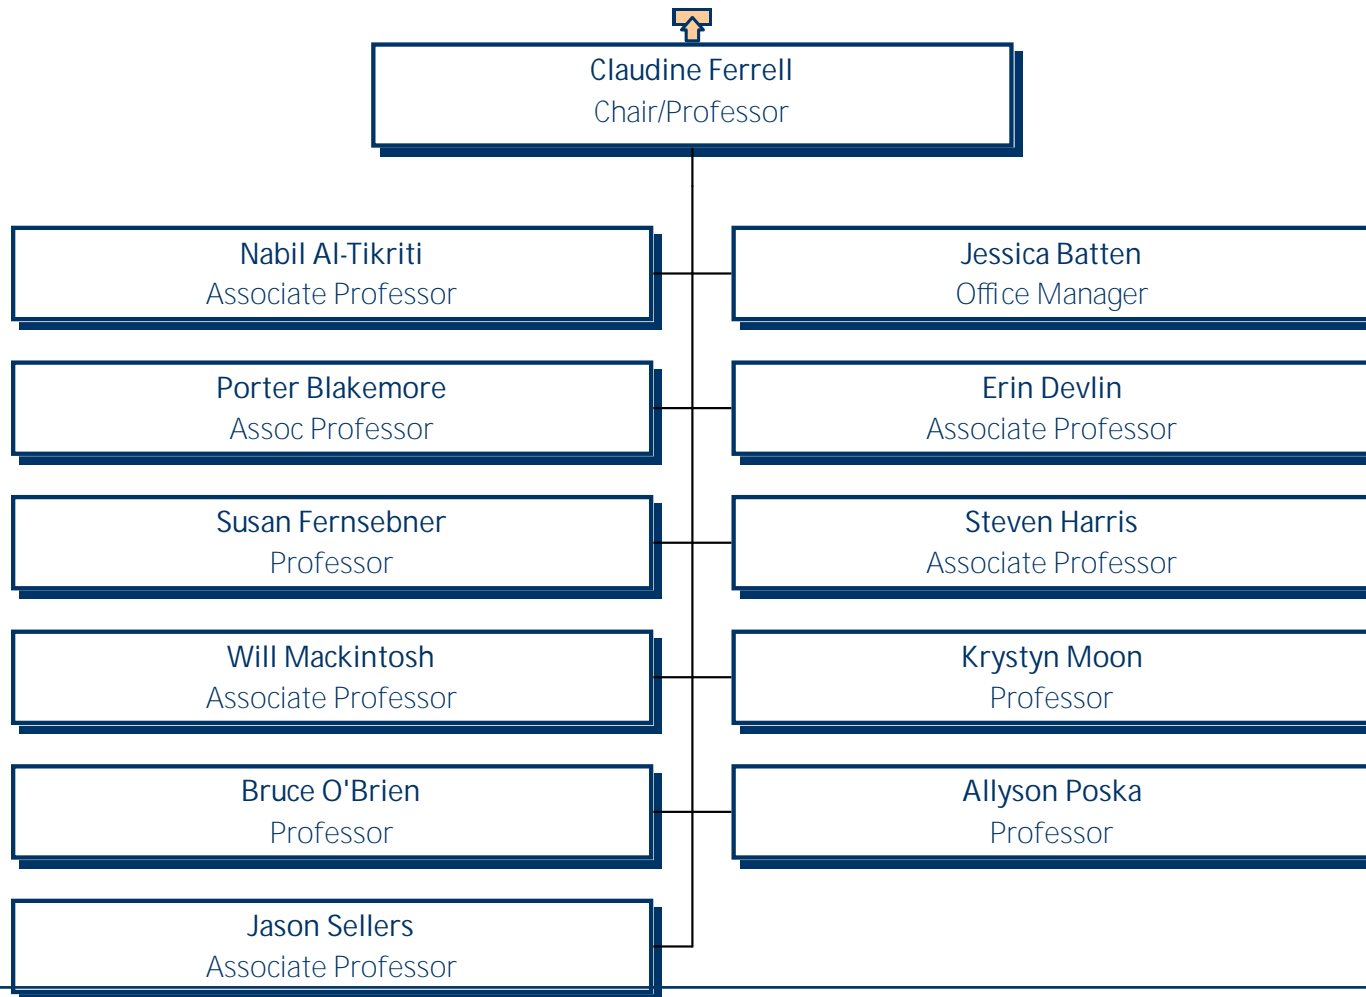 Claudine Ferrell
Chair/Professor
Nabil Al-Tikriti
Associate Professor
Jessica Batten
Office Manager
Porter Blakemore
Assoc Professor
Erin Devlin
Associate Professor
Susan Fernsebner
Professor
Steven Harris
Associate Professor
Will Mackintosh
Associate Professor
Krystyn Moon
Professor
Bruce O'Brien
Professor
Allyson Poska
Professor
Jason Sellers
Associate Professor